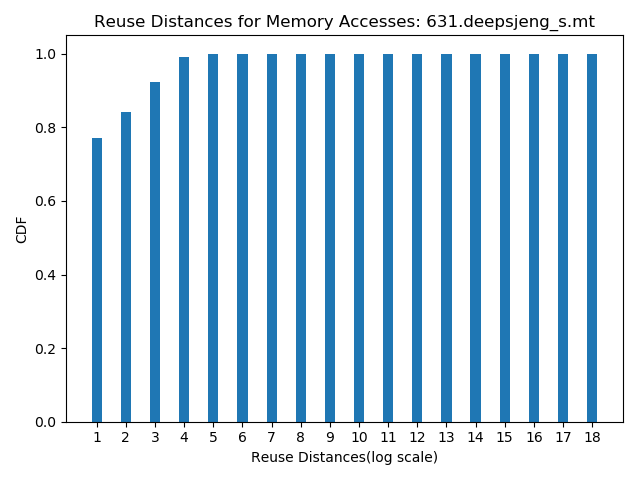 Reuse Distances for Memory Accesses: 631.deepsjeng_s.mt
1.0
0.8
0.6
0.4
0.2
0.0
CDF
1 2 3 4 5 6 7 8 9 10 11 12 13 14 15 16 17 18
Reuse Distances(log scale)